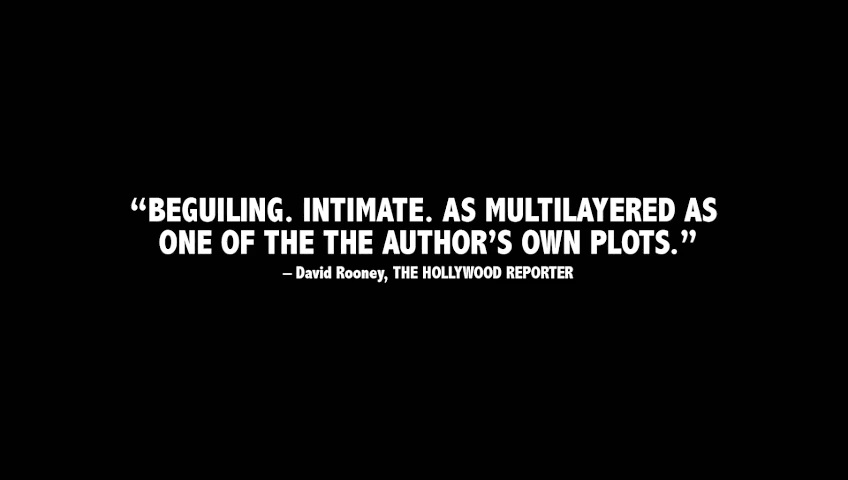 “BEGUILING. INTIMATE. AS MULTILAYERED AS
ONE OF THE THE AUTHOR’S OWN PLOTS.”
– David Rooney, THE HOLLYWOOD REPORTER